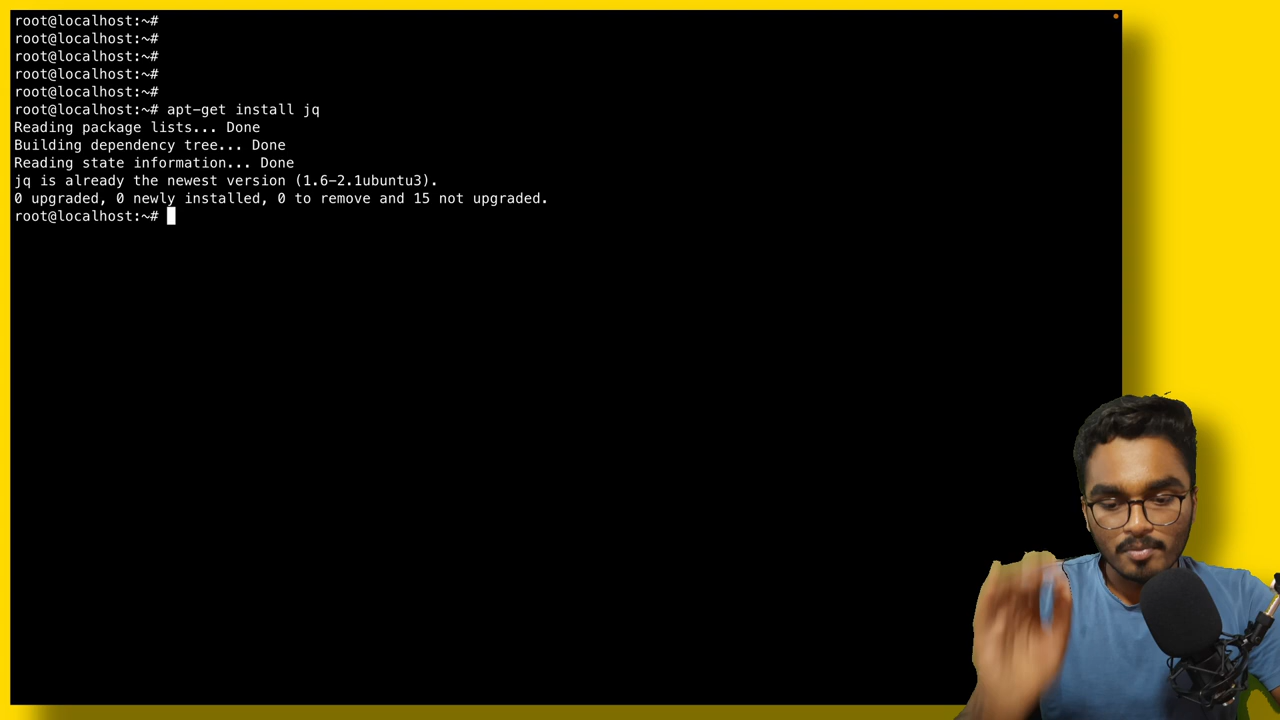 root@localhost:~#
root@localhost:~#
root@localhost:~#
root@localhost:~#
root@localhost:~#
root@localhost:~# apt-get install jq
Reading package lists... Done
Building dependency tree... Done
Reading state information... Done
jq is already the newest version (1.6-2.1ubuntu3).
0 upgraded, 0 newly installed, 0 to remove and 15 not upgraded.
root@localhost:~#